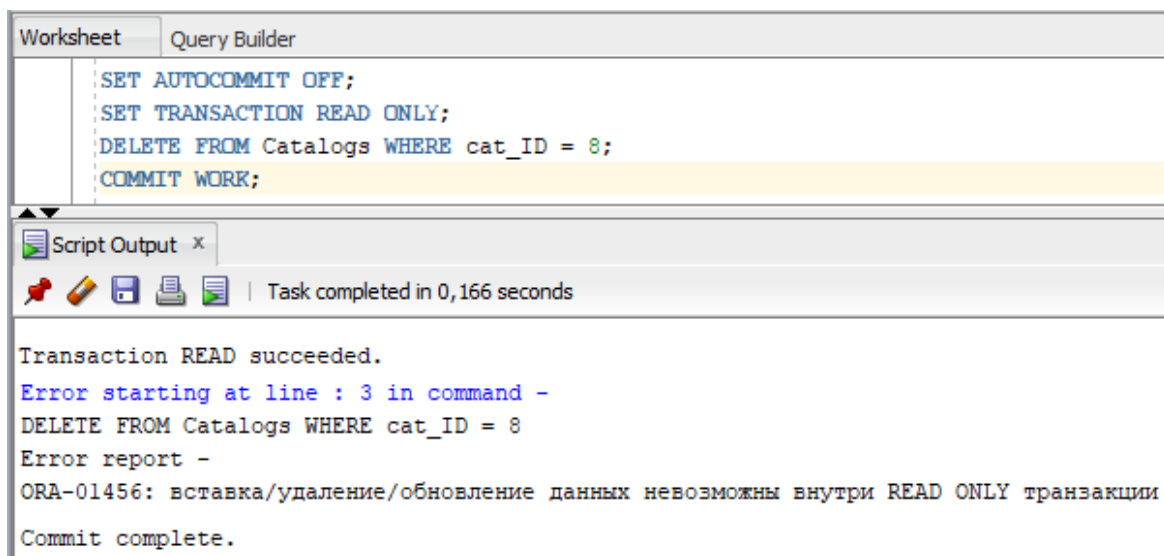 Worksheet Query Builder
SET AUTOCOMMIT OFF;
SET TRANSACTION READ ONLY;
DELETE FROM Catalogs WHERE cat_ID = 8;
COMMIT WORK;
Script Output x
Task completed in 0,166 seconds
Transaction READ succeeded.
Error starting at line : 3 in command -
DELETE FROM Catalogs WHERE cat_ID = 8
Error report -
ORA-01456: вставка/удаление/обновление данных невозможны внутри READ ONLY транзакции
Commit complete.